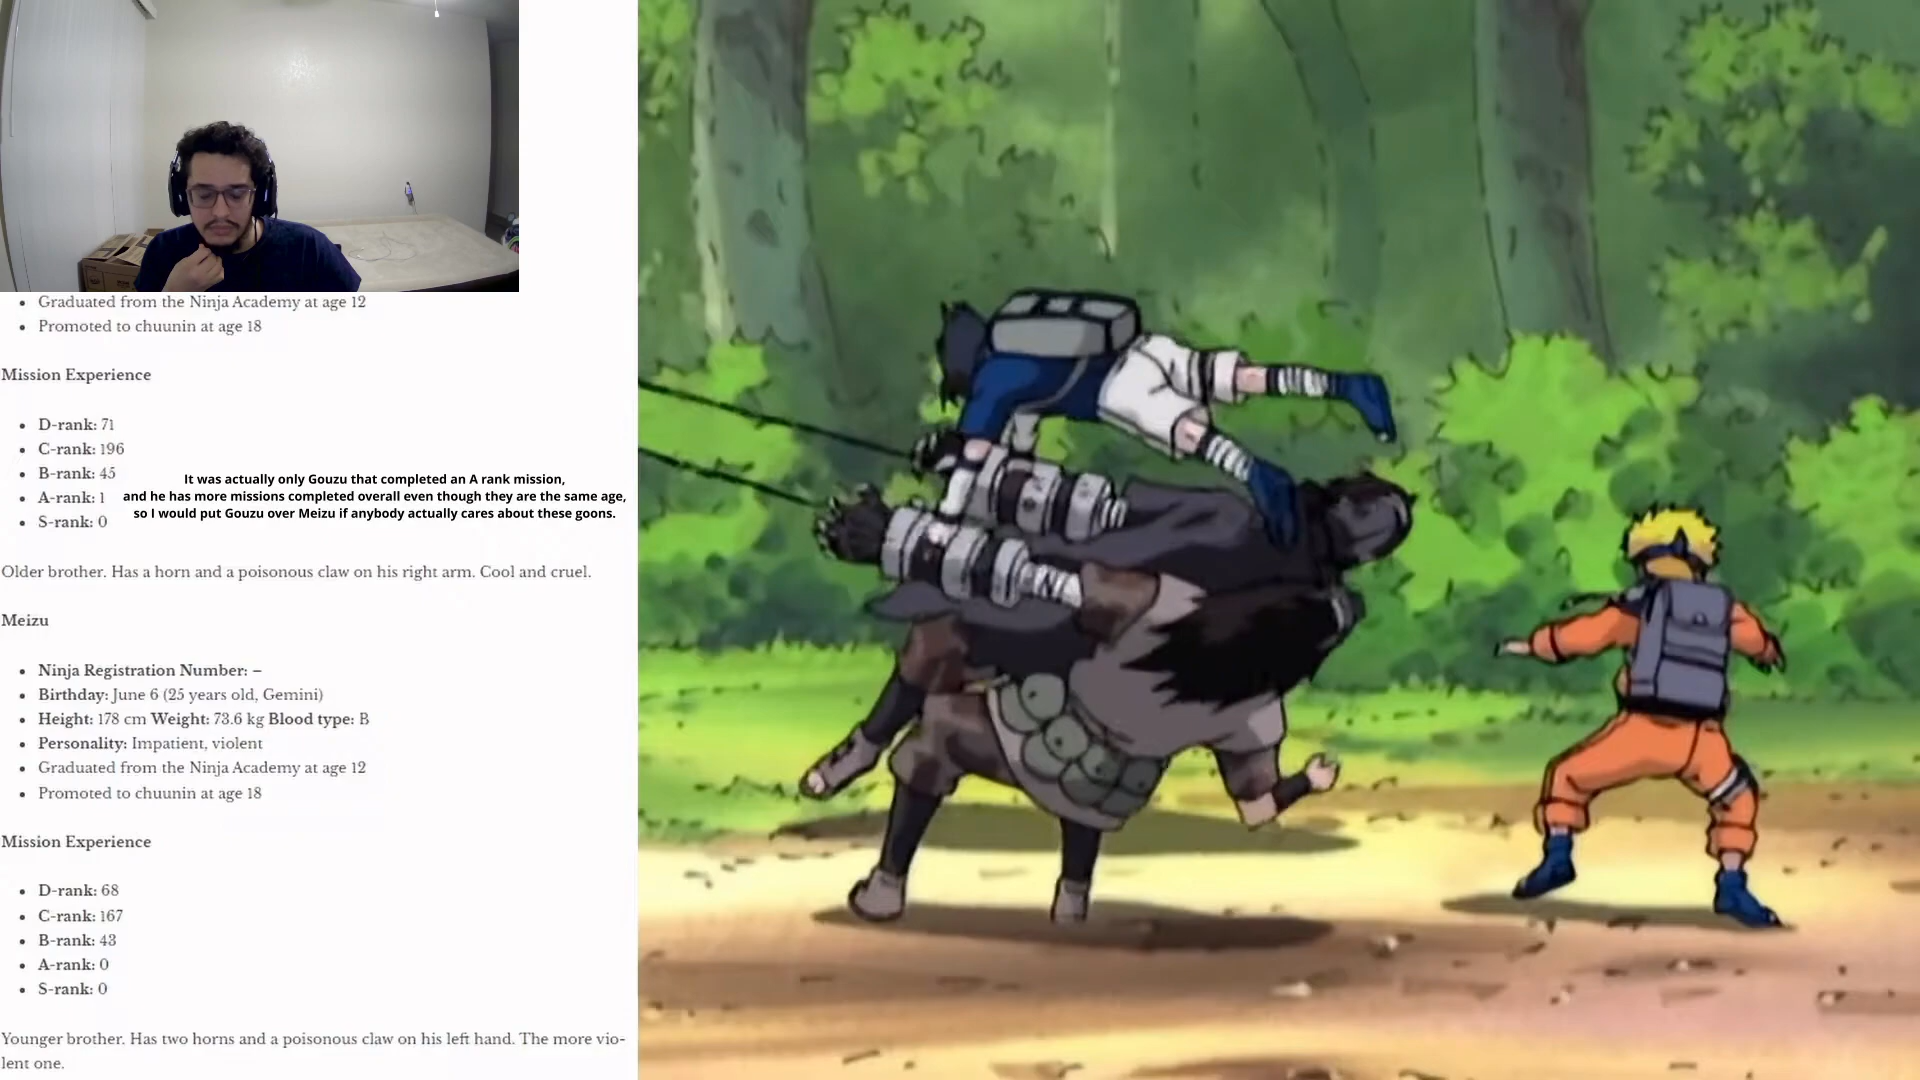 Graduated from the Ninja Academy at age 12
Promoted to chuunin at age 18
Mission Experience
D-rank: 71
C-rank: 196
B-rank: 45
A-rank: 1
S-rank: 0
It was actually only Gouzu that completed an A rank mission,
and he has more missions completed overall even though they are the same age,
so I would put Gouzu over Meizu if anybody actually cares about these goons.
Older brother. Has a horn and a poisonous claw on his right arm. Cool and cruel.
Meizu
Ninja Registration Number: –
Birthday: June 6 (25 years old, Gemini)
Height: 178 cm Weight: 73.6 kg Blood type: B
Personality: Impatient, violent
Graduated from the Ninja Academy at age 12
Promoted to chuunin at age 18
Mission Experience
D-rank: 68
C-rank: 167
B-rank: 43
A-rank: 0
S-rank: 0
Younger brother. Has two horns and a poisonous claw on his left hand. The more vio-
lent one.